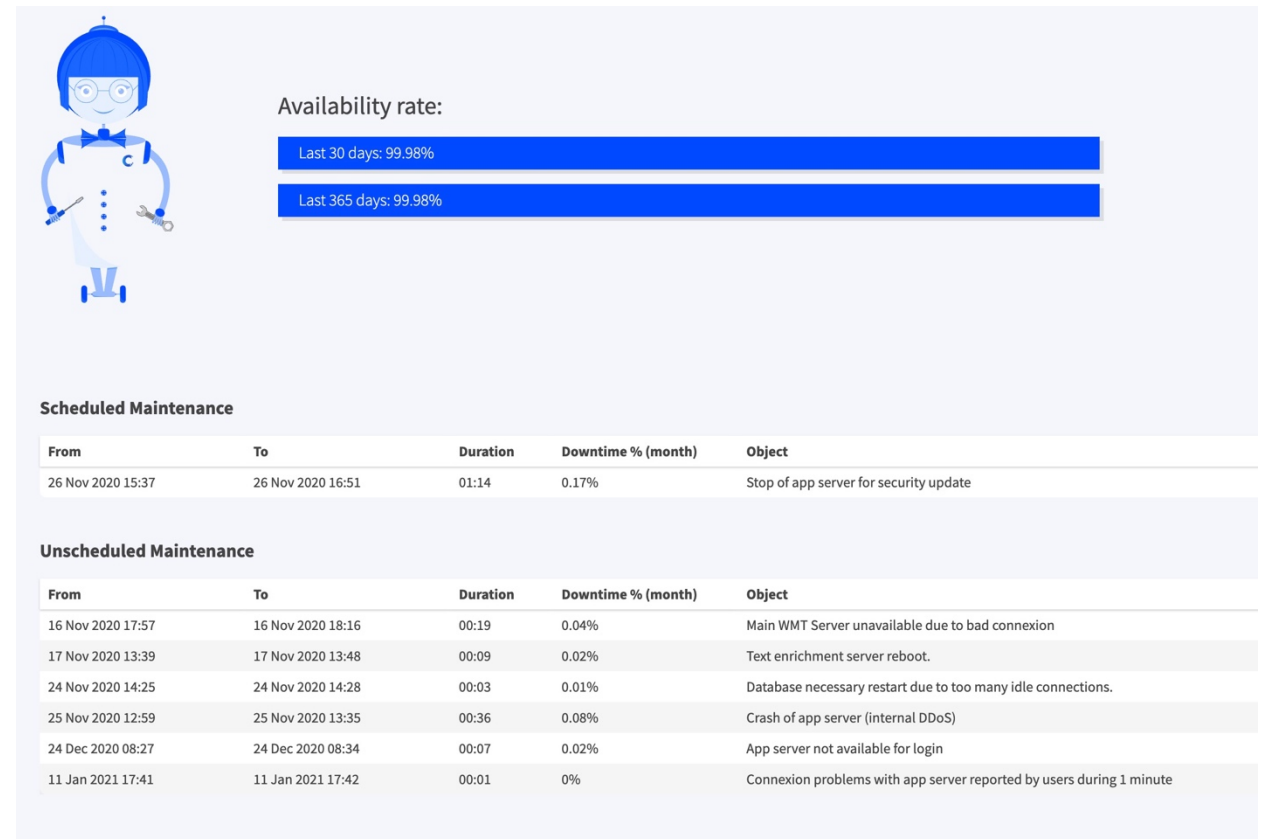 Availability rate:
Last 30 days: 99.98%
Last 365 days: 99.98%
Scheduled Maintenance
From To Duration Downtime % (month) Object
26 Nov 2020 15:37 26 Nov 2020 16:51 01:14 0.17% Stop of app server for security update
Unscheduled Maintenance
From To Duration Downtime % (month) Object
16 Nov 2020 17:57 16 Nov 2020 18:16 00:19 0.04% Main WMT Server unavailable due to bad connexion
17 Nov 2020 13:39 17 Nov 2020 13:48 00:09 0.02% Text enrichment server reboot.
24 Nov 2020 14:25 24 Nov 2020 14:28 00:03 0.01% Database necessary restart due to too many idle connections.
25 Nov 2020 12:59 25 Nov 2020 13:35 00:36 0.08% Crash of app server (internal DDoS)
24 Dec 2020 08:27 24 Dec 2020 08:34 00:07 0.02% App server not available for login
11 Jan 2021 17:41 11 Jan 2021 17:42 00:01 0% Connexion problems with app server reported by users during 1 minute